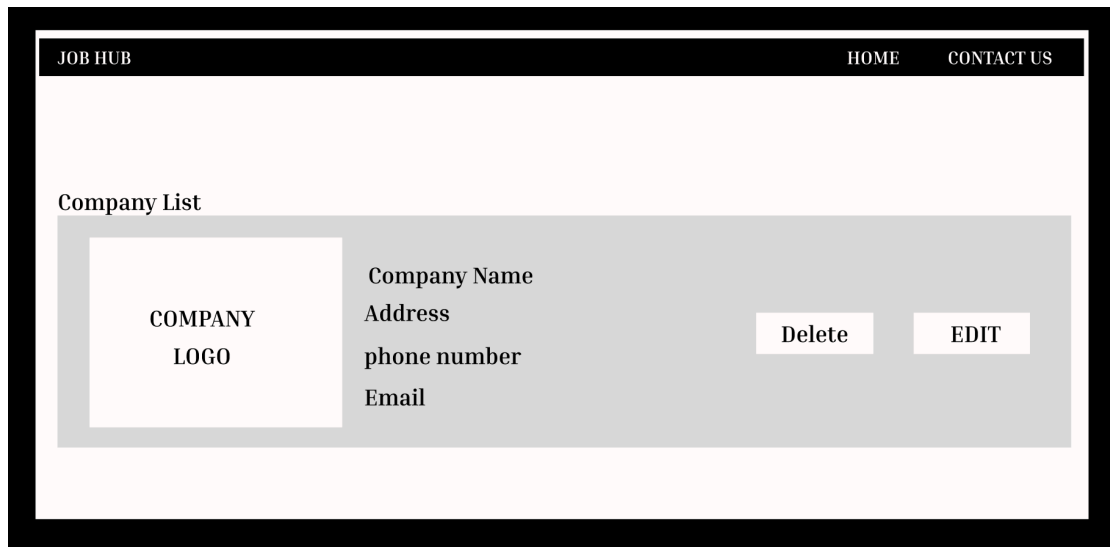 JOB HUB
HOME
CONTACT US
Company List
COMPANY
LOGO
Company Name
Address
phone number
Email
Delete
EDIT